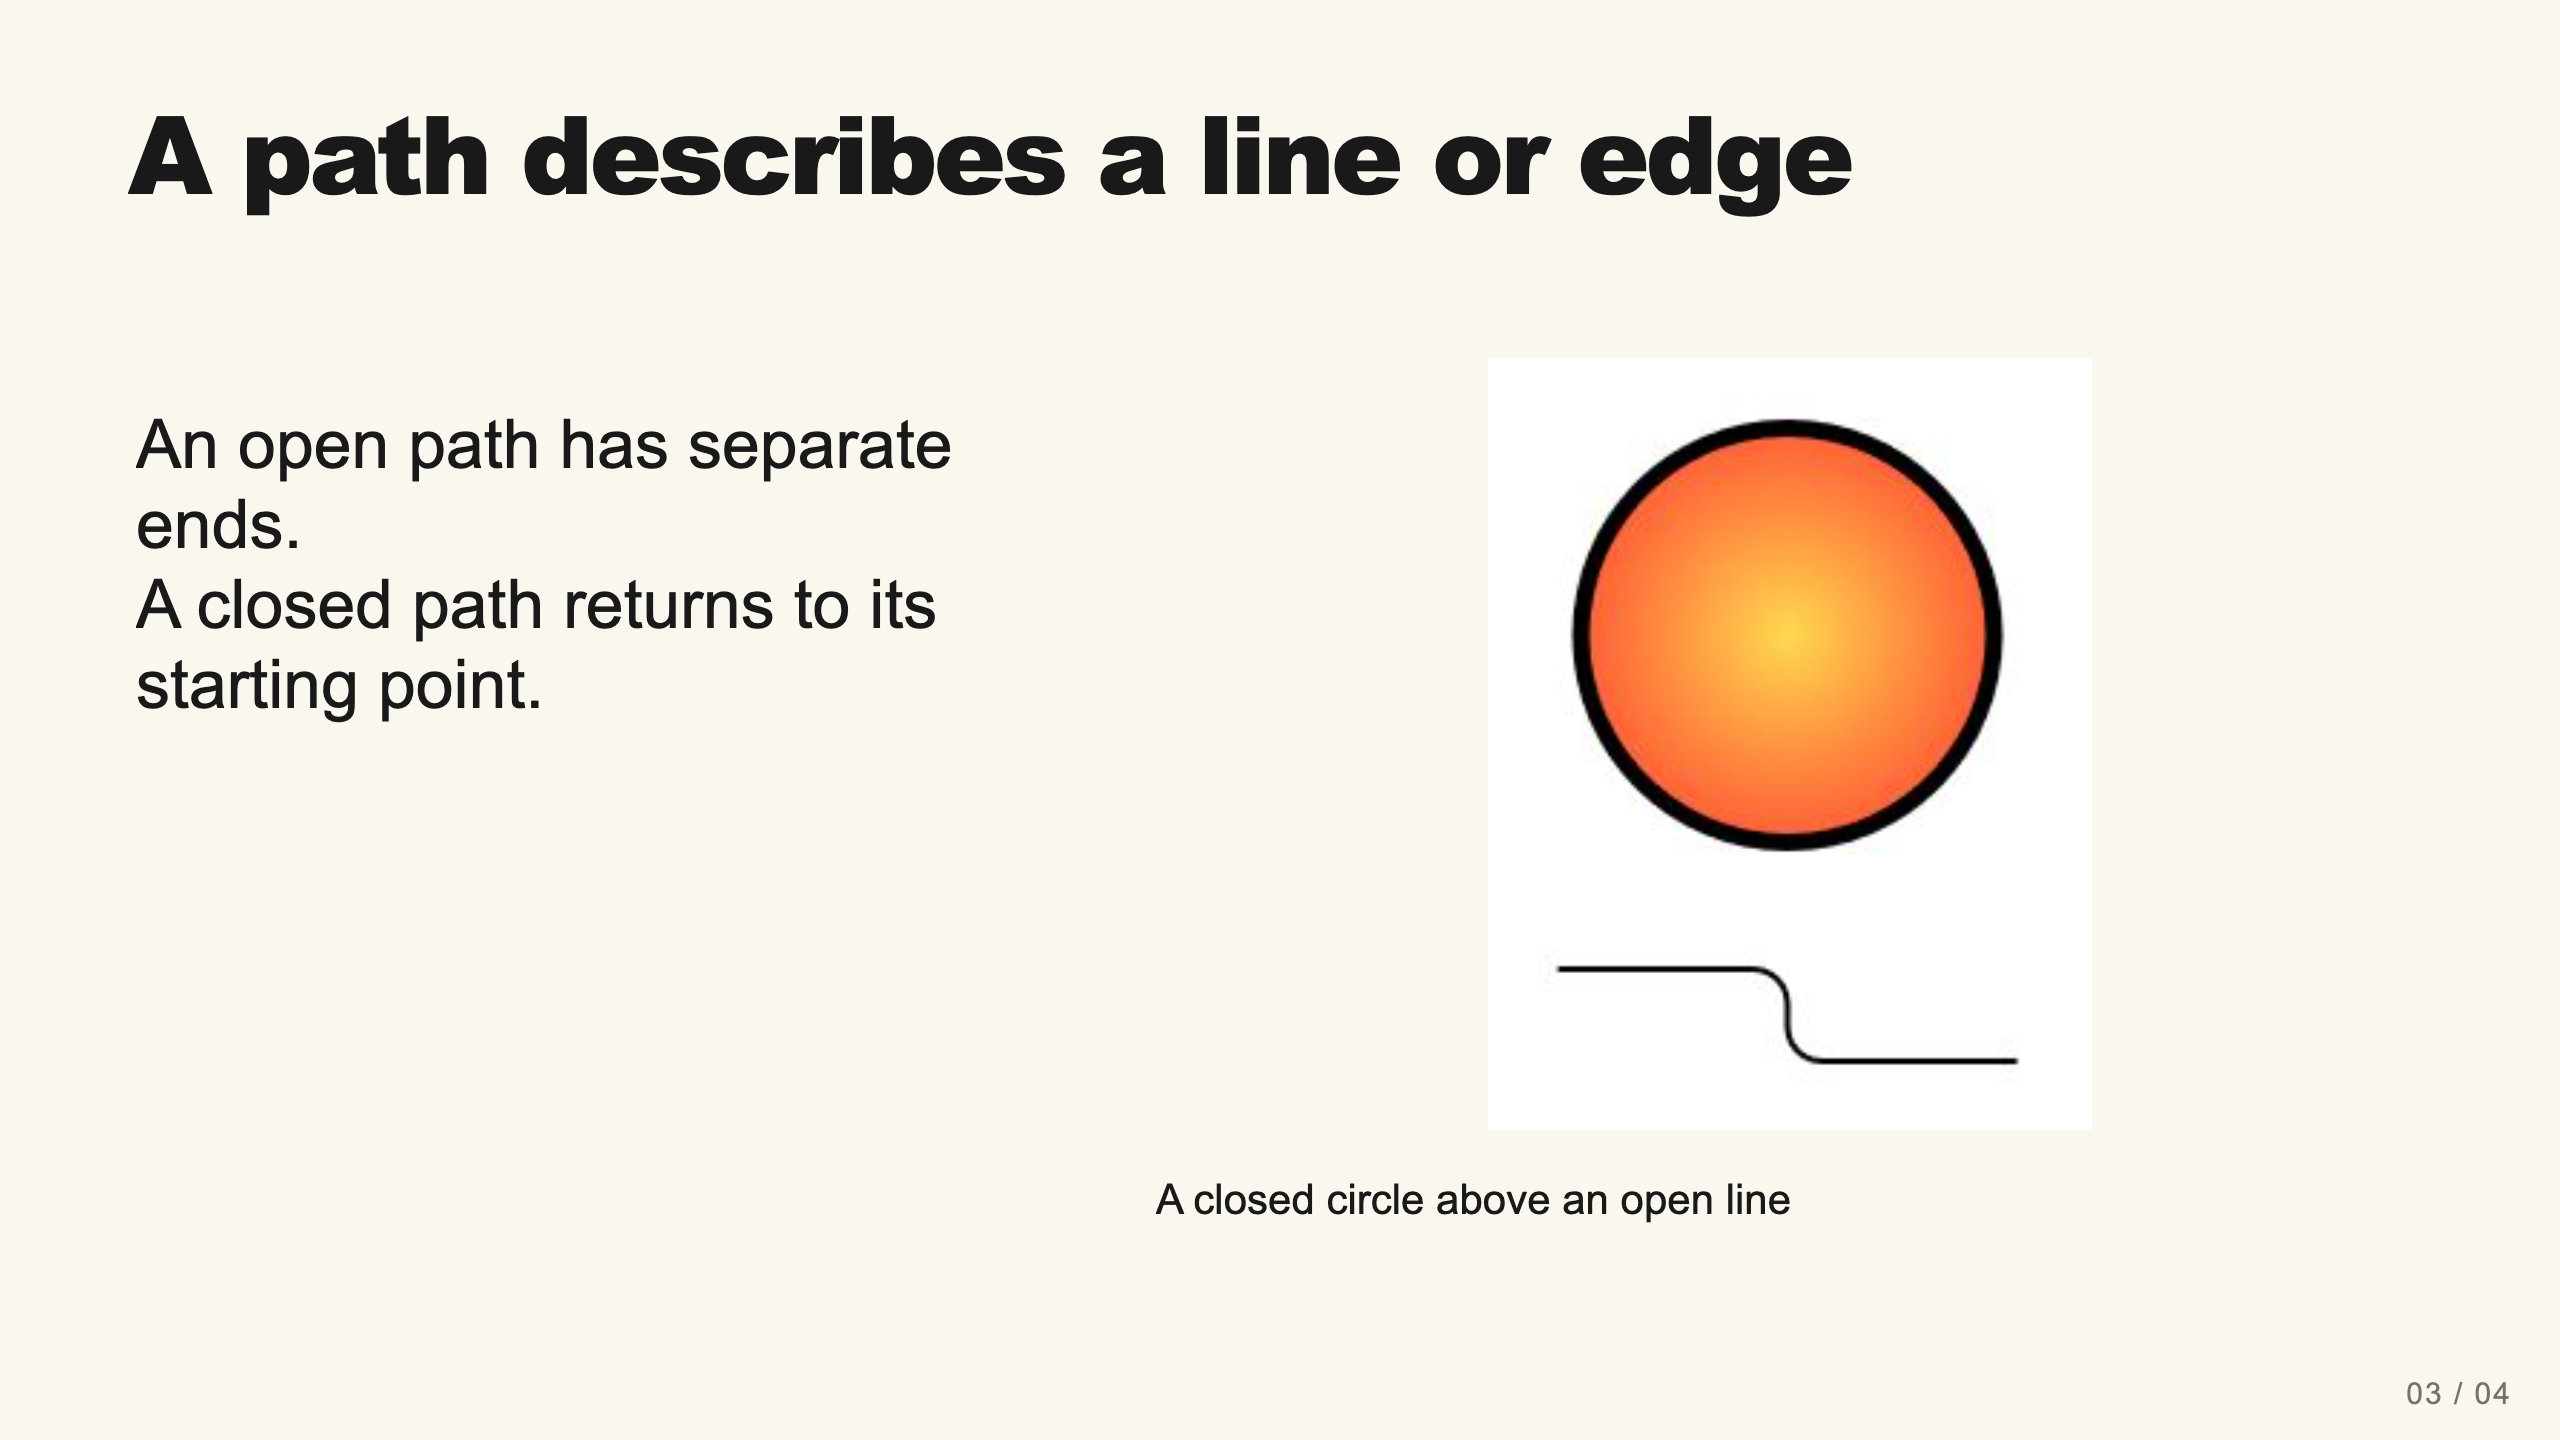 A path describes a line or edge
An open path has separate
ends.
A closed path returns to its
starting point.
A closed circle above an open line
03 / 04